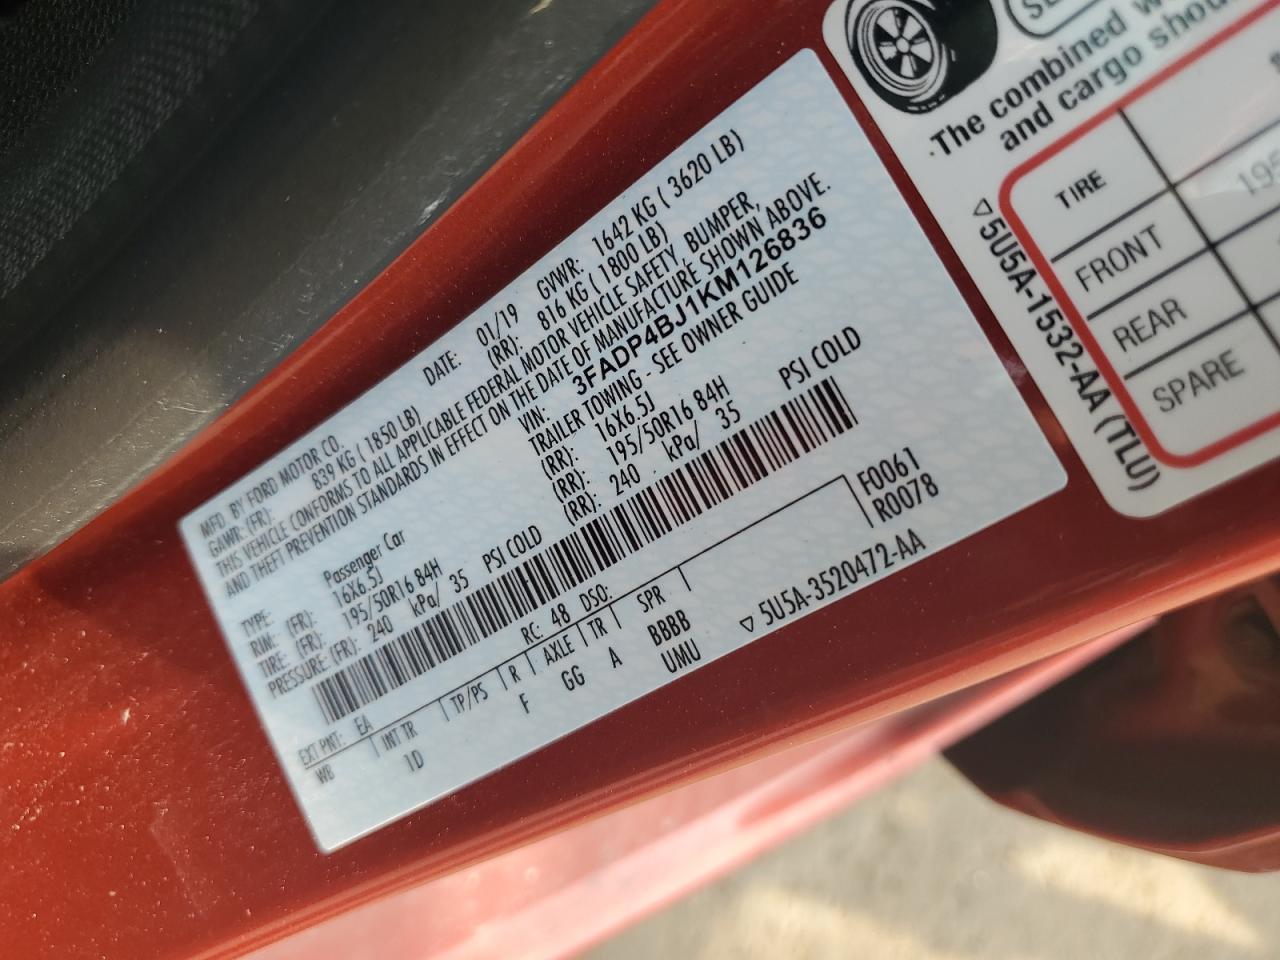 MFD. BY FORD MOTOR CO.
DATE: 01/19 GVWR: 1642 KG ( 3620 LB)
GAWR:(FR): 839 KG ( 1850 LB) (RR): 816 KG ( 1800 LB)
THIS VEHICLE CONFORMS TO ALL APPLICABLE FEDERAL MOTOR VEHICLE SAFETY, BUMPER,
AND THEFT PREVENTION STANDARDS IN EFFECT ON THE DATE OF MANUFACTURE SHOWN ABOVE.
VIN: 3FADP4BJ1KM126836
TYPE: Passenger Car TRAILER TOWING - SEE OWNER GUIDE
RIM: (FR): 16X6.5J (RR): 16X6.5J
TIRE: (FR): 195/50R16 84H (RR): 195/50R16 84H
PRESSURE:(FR): 240 kPa/ 35 PSI COLD (RR): 240 kPa/ 35 PSI COLD
EXT PNT: EA RC: 48 DSO: F0061
WB INT TR TP/PS R AXLE TR SPR R0078
1D F GG A BBBB
UMU
▽ 5U5A-3520472-AA
The combined
and cargo
TIRE
FRONT
REAR
SPARE
▽5U5A-1532-AA (TLU)